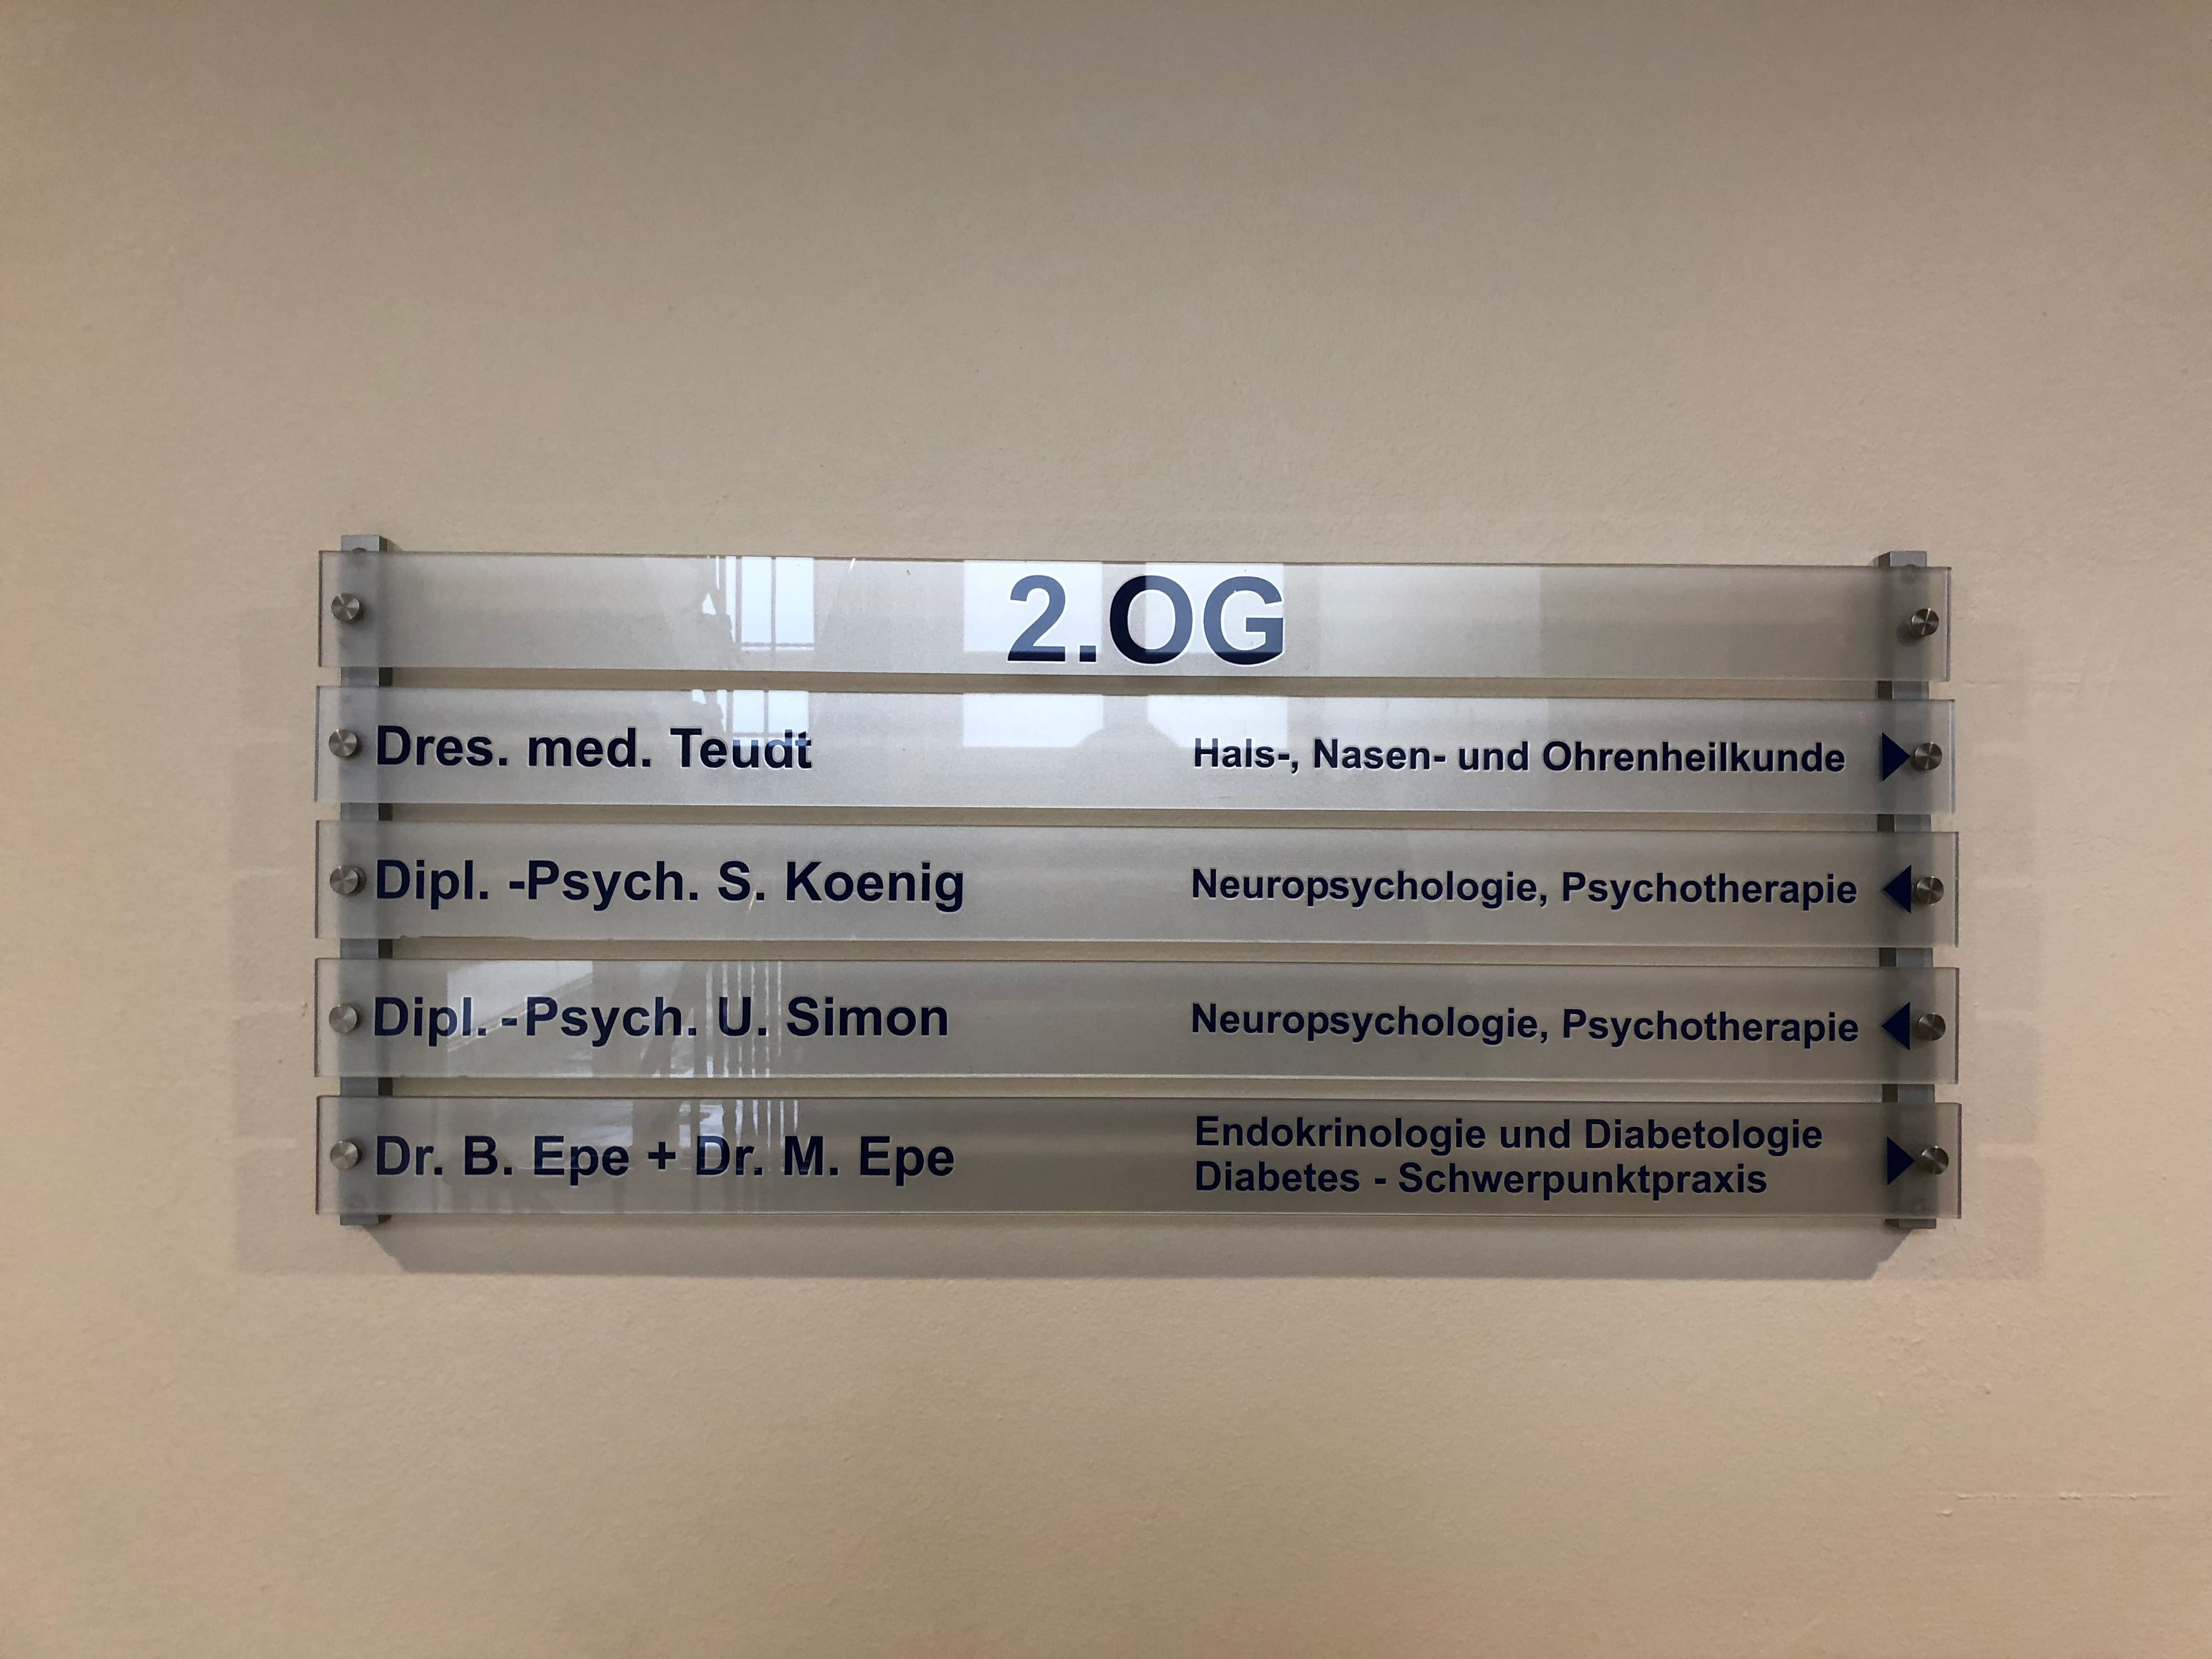 2.OG
Dres. med. Teudt Hals-, Nasen- und Ohrenheilkunde
Dipl. -Psych. S. Koenig Neuropsychologie, Psychotherapie
Dipl. -Psych. U. Simon Neuropsychologie, Psychotherapie
Dr. B. Epe + Dr. M. Epe Endokrinologie und Diabetologie
Diabetes - Schwerpunktpraxis